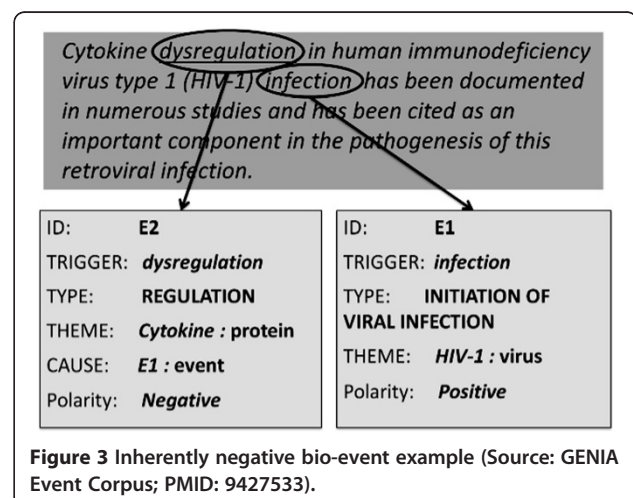 Cytokine dysregulation in human immunodeficiency
virus type 1 (HIV-1) infection has been documented
in numerous studies and has been cited as an
important component in the pathogenesis of this
retroviral infection.
ID: E2
TRIGGER: dysregulation
TYPE: REGULATION
THEME: Cytokine : protein
CAUSE: E1 : event
Polarity: Negative
ID: E1
TRIGGER: infection
TYPE: INITIATION OF
VIRAL INFECTION
THEME: HIV-1 : virus
Polarity: Positive
Figure 3 Inherently negative bio-event example (Source: GENIA
Event Corpus; PMID: 9427533).